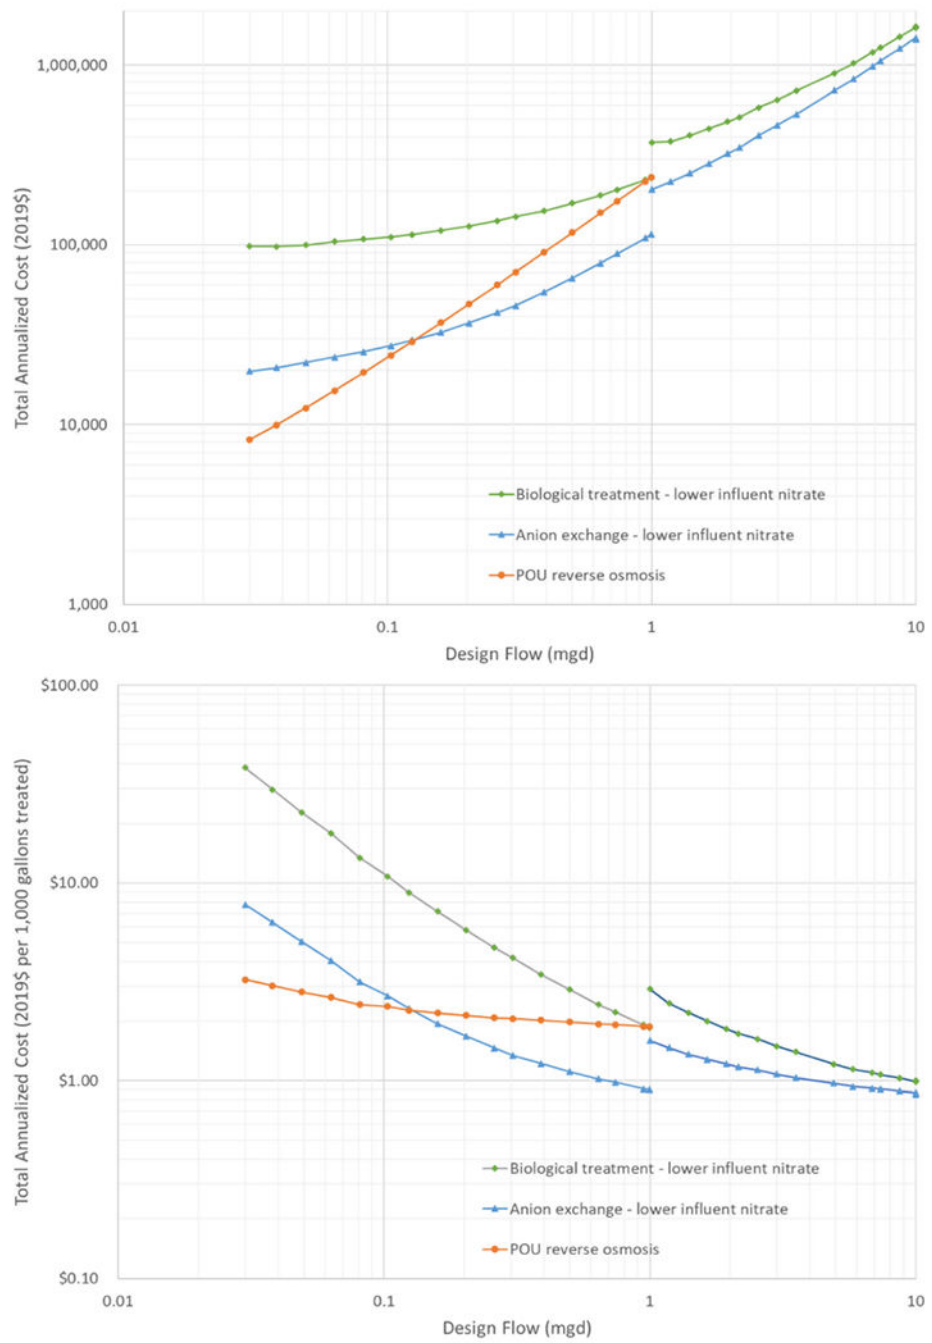 Total Annualized Cost (2019$)
1,000,000
100,000
10,000
1,000
Biological treatment - lower influent nitrate
Anion exchange - lower influent nitrate
POU reverse osmosis
0.01 0.1 1 10
Design Flow (mgd)
Total Annualized Cost (2019$ per 1,000 gallons treated)
$100.00
$10.00
$1.00
$0.10
Biological treatment - lower influent nitrate
Anion exchange - lower influent nitrate
POU reverse osmosis
0.01 0.1 1 10
Design Flow (mgd)